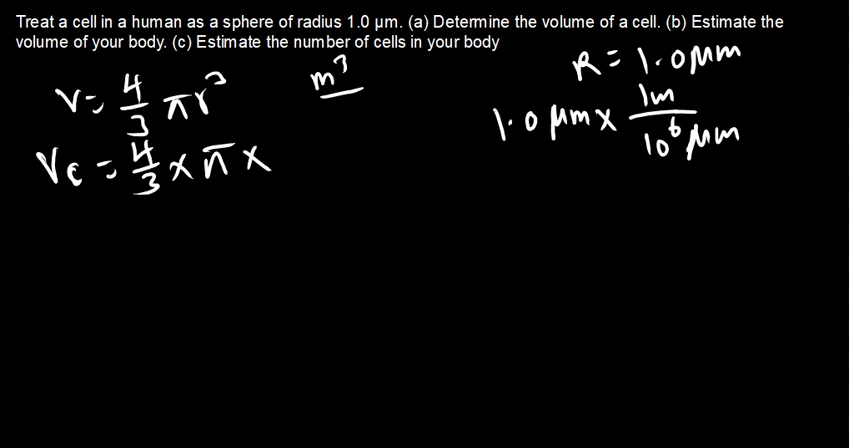 Treat a cell in a human as a sphere of radius 1.0 µm. (a) Determine the volume of a cell. (b) Estimate the
volume of your body. (c) Estimate the number of cells in your body
V = 4/3 πr³
m³
R = 1.0 µm
1.0 µm × 1m/10⁶ µm
Vc = 4/3 × π ×